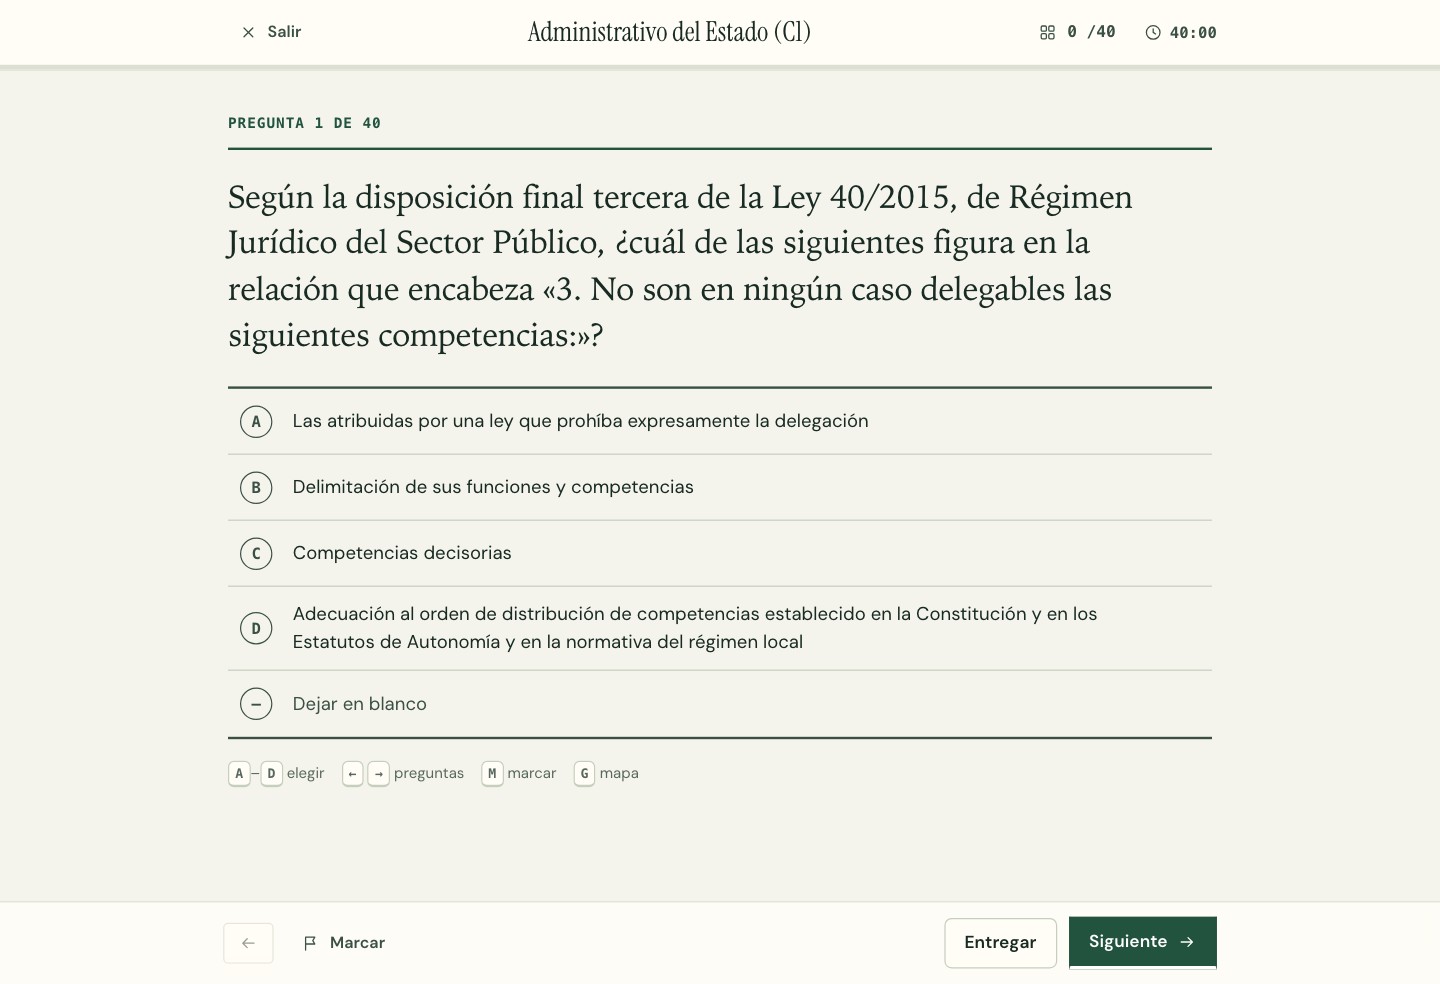 Salir
Administrativo del Estado (C1)
0 /40
40:00
PREGUNTA 1 DE 40
Según la disposición final tercera de la Ley 40/2015, de Régimen
Jurídico del Sector Público, ¿cuál de las siguientes figura en la
relación que encabeza «3. No son en ningún caso delegables las
siguientes competencias:»?
A Las atribuidas por una ley que prohíba expresamente la delegación
B Delimitación de sus funciones y competencias
C Competencias decisorias
D Adecuación al orden de distribución de competencias establecido en la Constitución y en los
Estatutos de Autonomía y en la normativa del régimen local
– Dejar en blanco
A–D elegir ← → preguntas M marcar G mapa
← Marcar
Entregar
Siguiente →